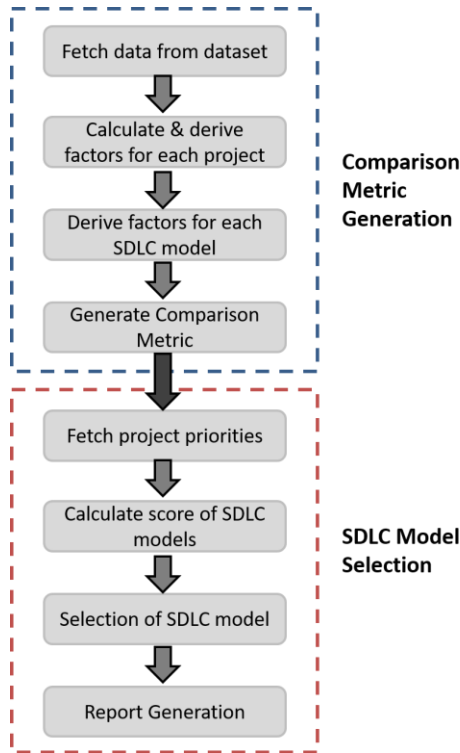 Fetch data from dataset
Calculate & derive
factors for each project
Derive factors for each
SDLC model
Generate Comparison
Metric
Comparison
Metric
Generation
Fetch project priorities
Calculate score of SDLC
models
Selection of SDLC model
Report Generation
SDLC Model
Selection